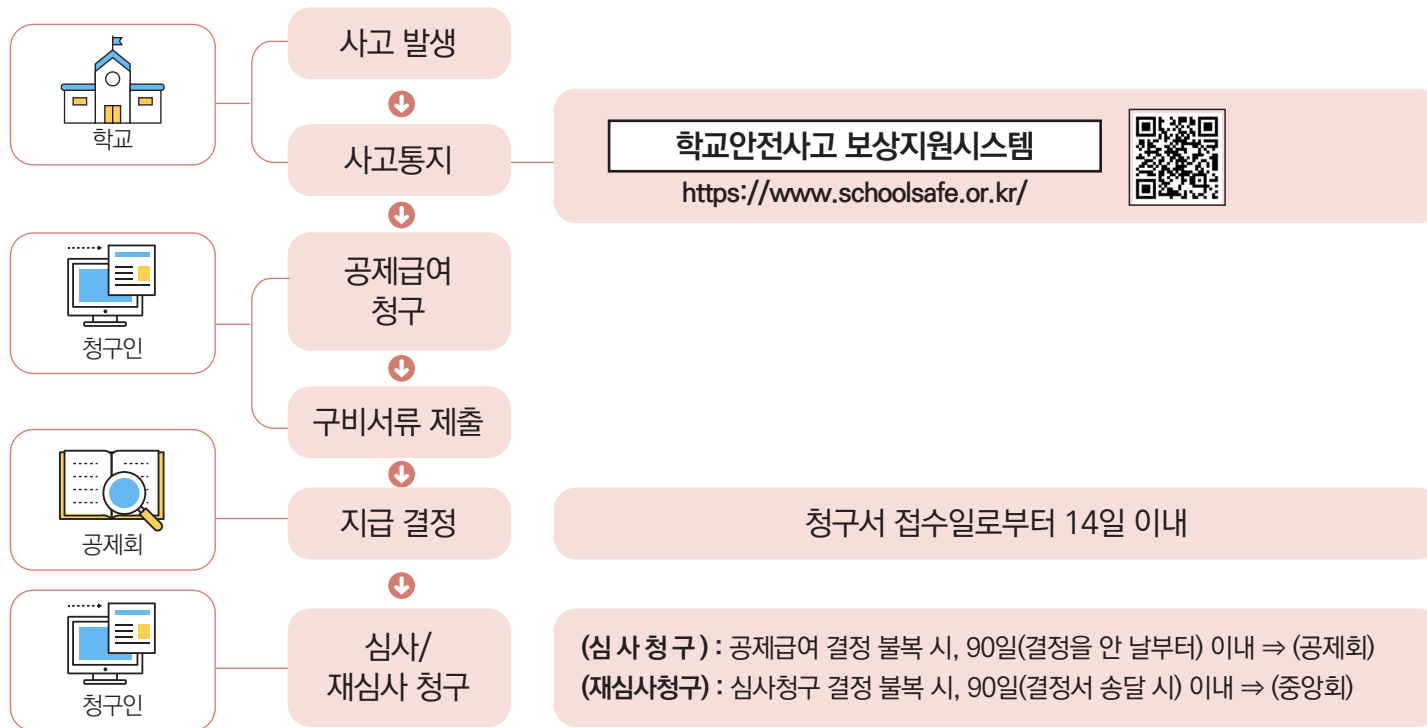 학교
사고 발생
사고통지
학교안전사고 보상지원시스템
https://www.schoolsafe.or.kr/
청구인
공제급여
청구
구비서류 제출
공제회
지급 결정
청구서 접수일로부터 14일 이내
청구인
심사/
재심사 청구
(심 사 청 구) : 공제급여 결정 불복 시, 90일(결정을 안 날부터) 이내 ⇒ (공제회)
(재심사청구) : 심사청구 결정 불복 시, 90일(결정서 송달 시) 이내 ⇒ (중앙회)